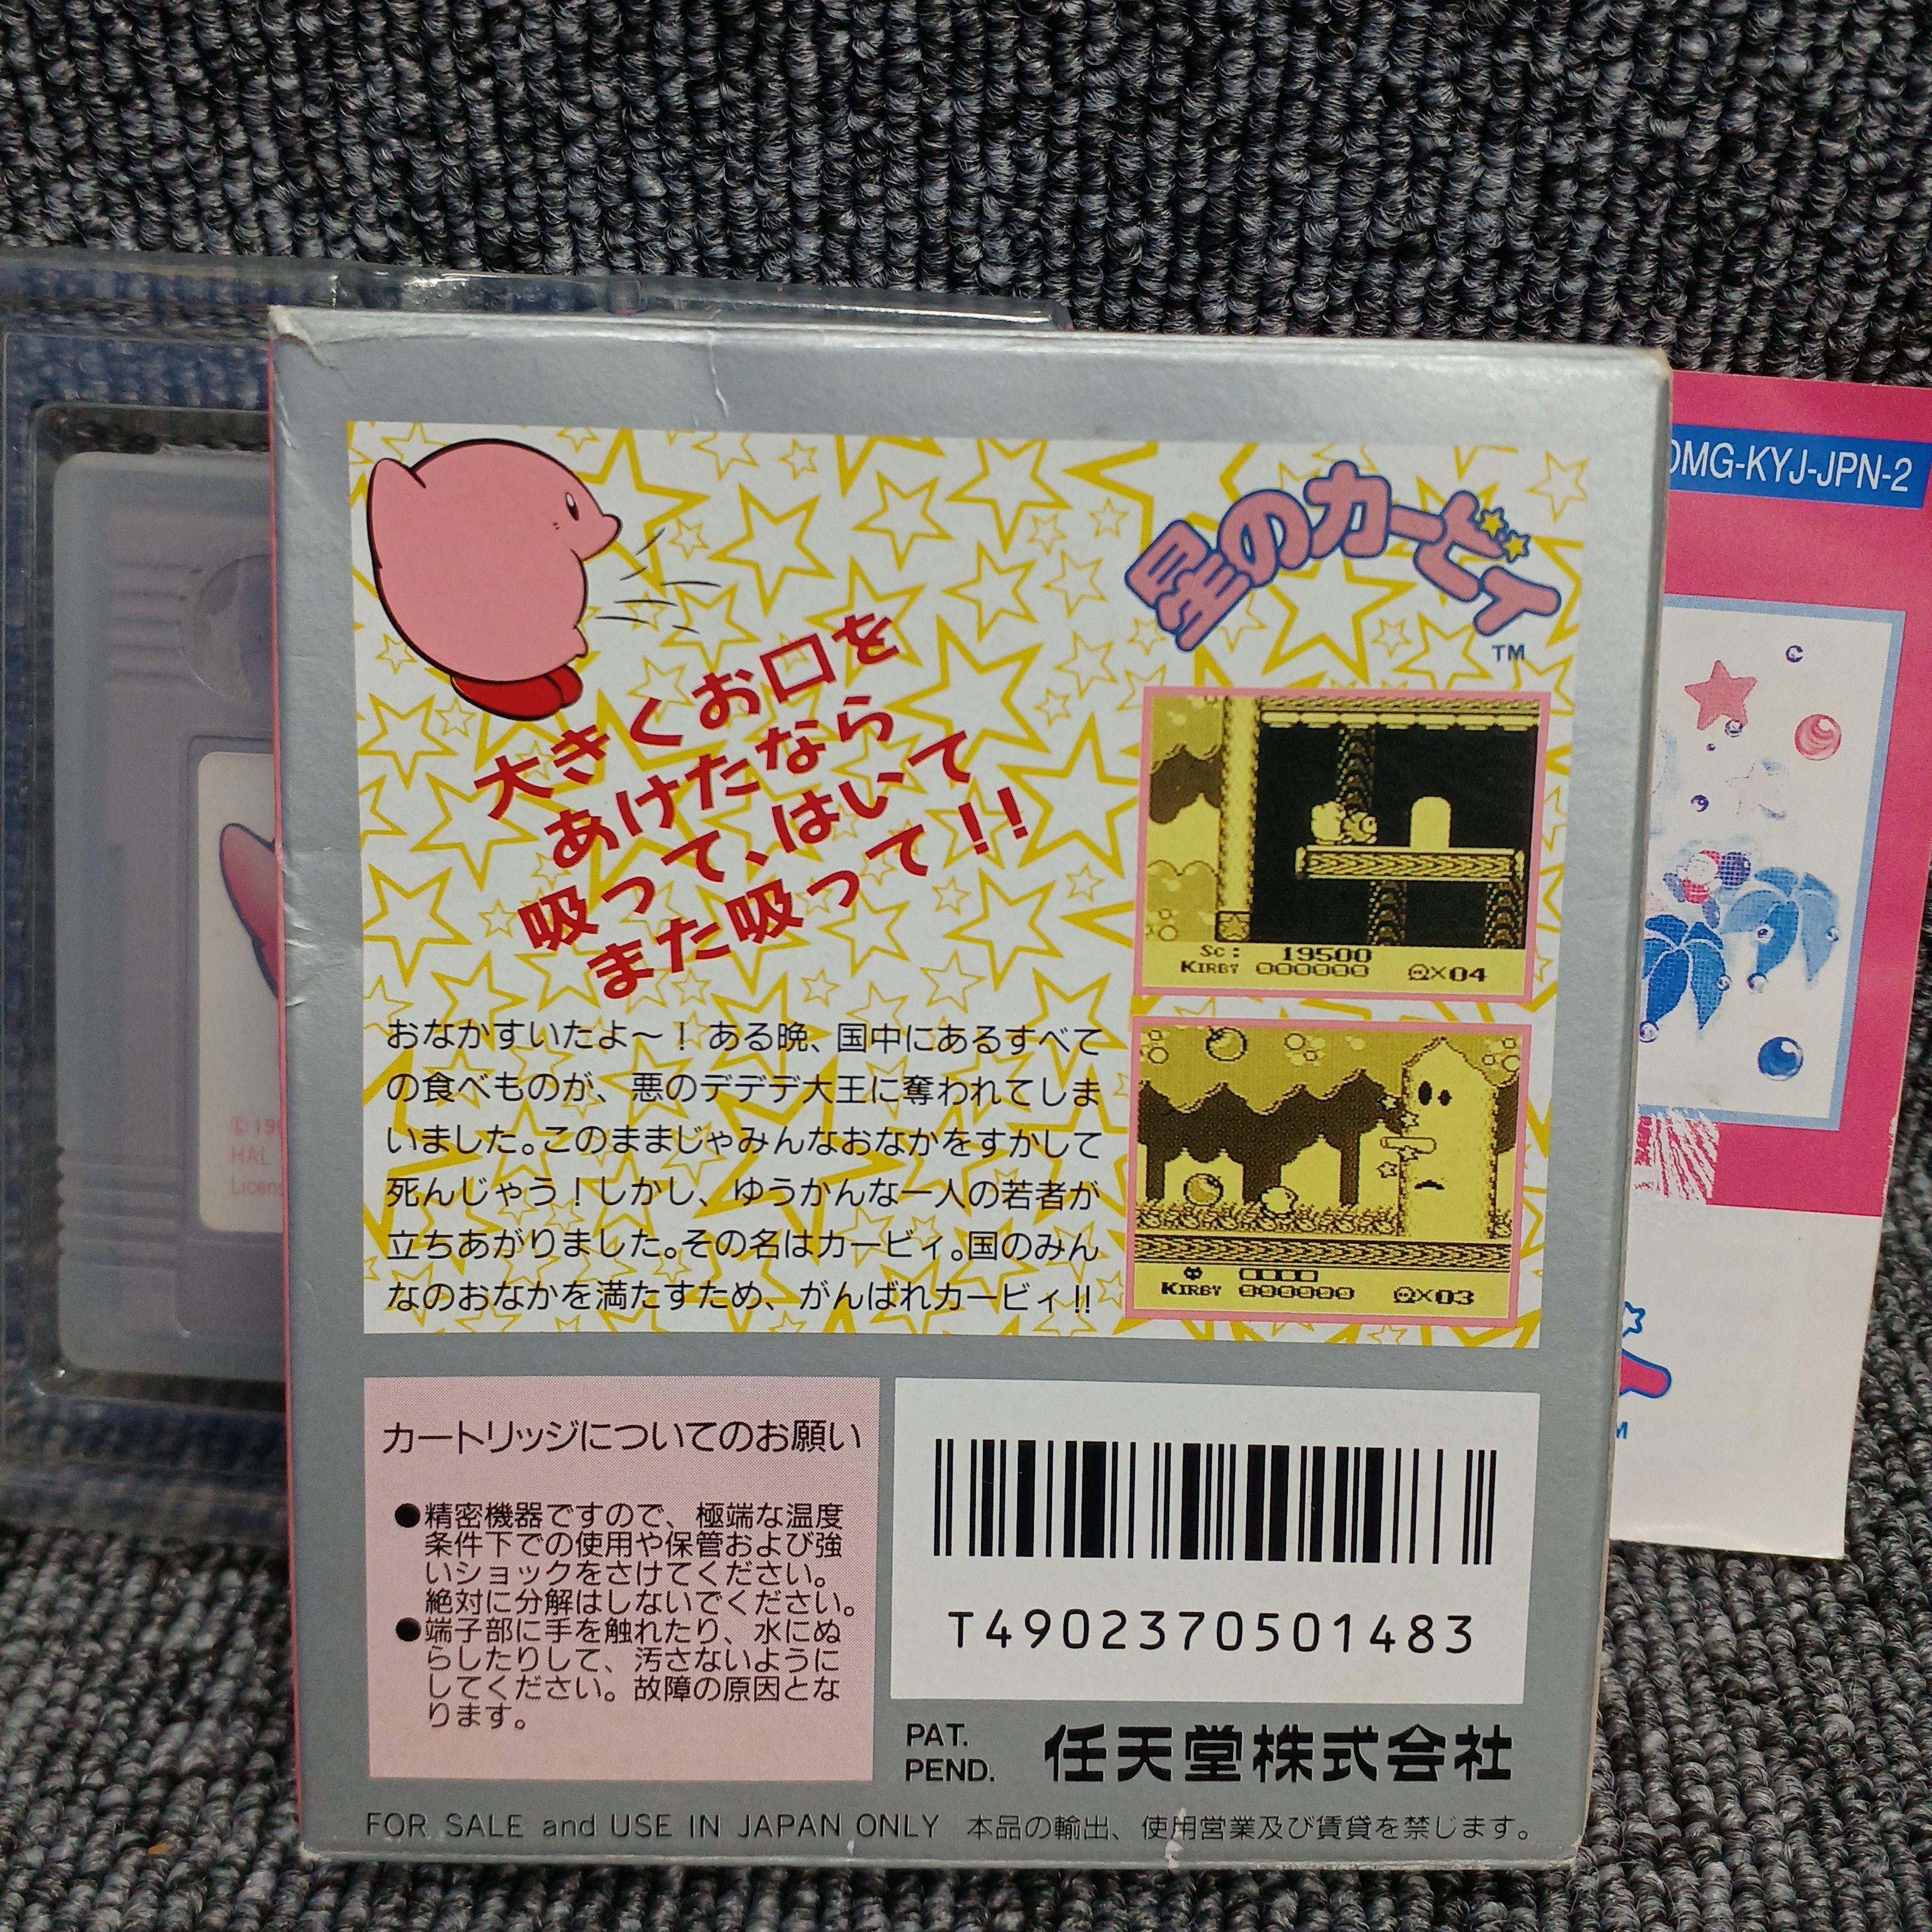 星のカービィ
TM
大きくお口を
あけたなら
吸って、はいて
また吸って!!
Sc: 19500
KIRBY 000000 ×04
おなかすいたよ～！ ある晩、国中にあるすべて
の食べものが、悪のデデデ大王に奪われてしま
いました。このままじゃみんなおなかをすかして
死んじゃう！しかし、ゆうかんな一人の若者が
立ちあがりました。その名はカービィ。国のみん
なのおなかを満たすため、がんばれカービィ!!
KIRBY 000000 ×03
カートリッジについてのお願い
●精密機器ですので、極端な温度
条件下での使用や保管および強
いショックをさけてください。
絶対に分解はしないでください。
●端子部に手を触れたり、水にぬ
らしたりして、汚さないように
してください。故障の原因とな
ります。
T4902370501483
PAT.
PEND.
任天堂株式会社
FOR SALE and USE IN JAPAN ONLY 本品の輸出、使用営業及び賃貸を禁じます。
DMG-KYJ-JPN-2
HAL